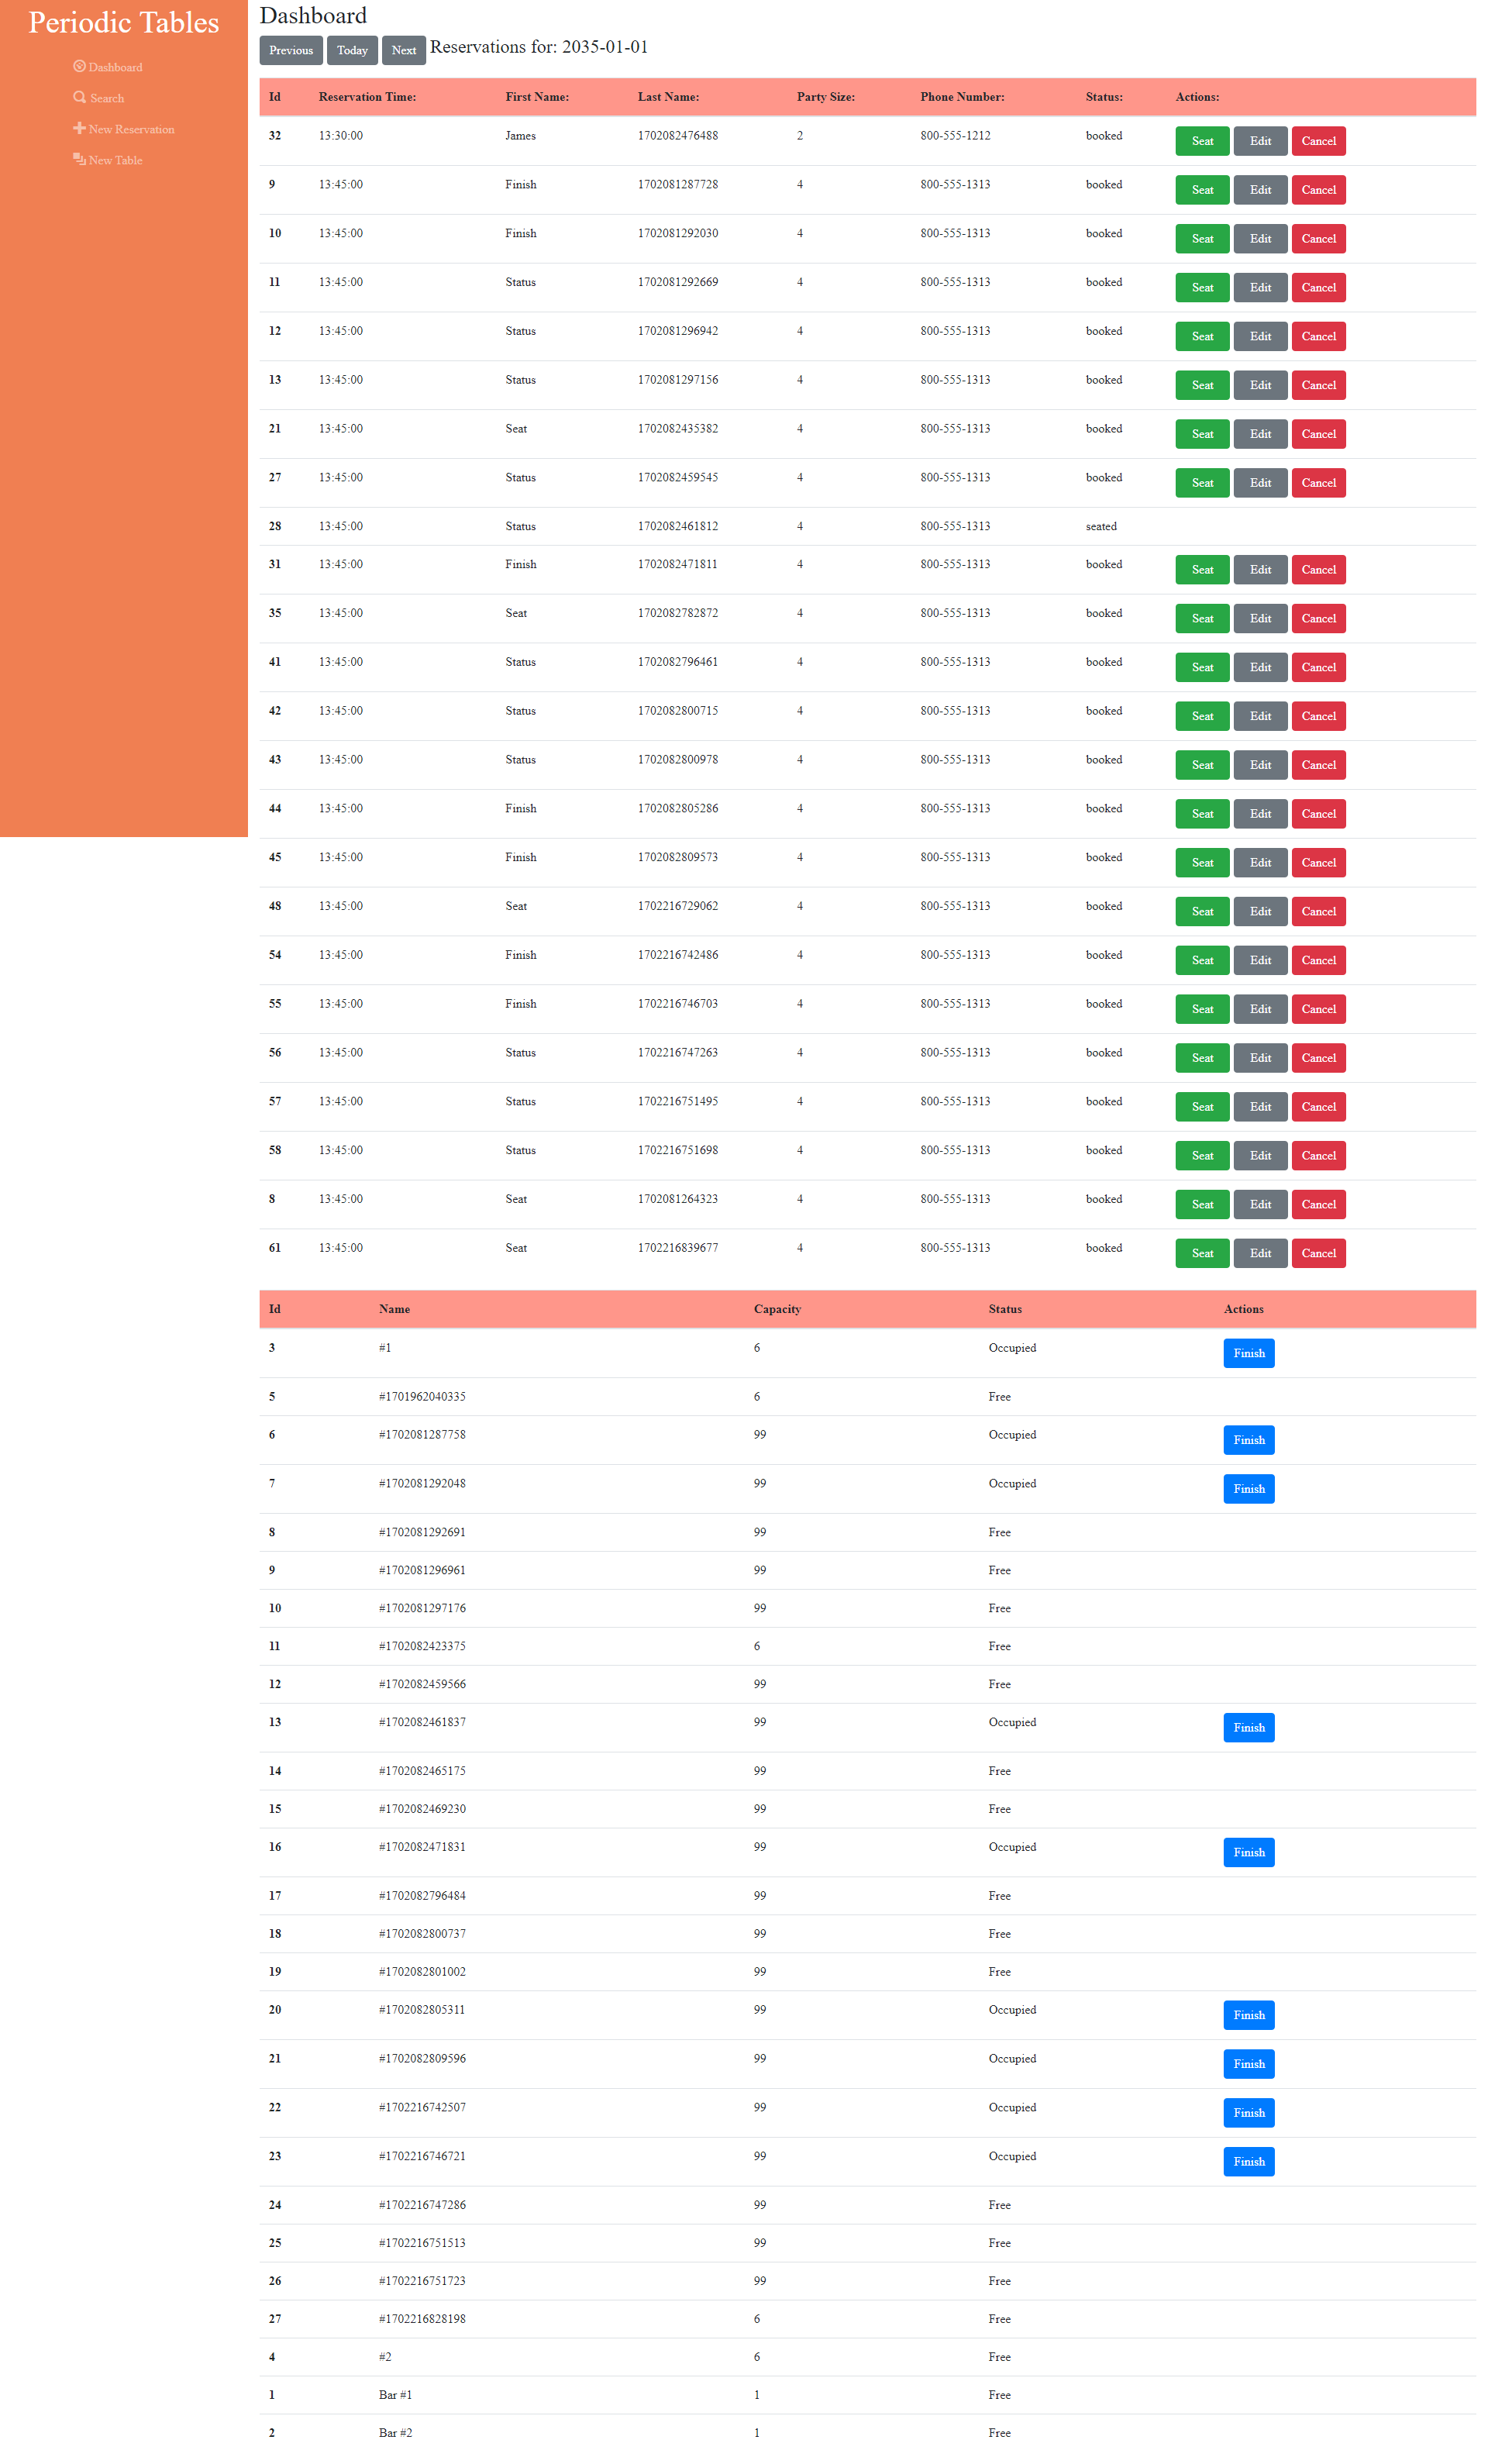 Periodic Tables
Dashboard
Search
New Reservation
New Table
Dashboard
Previous Today Next Reservations for: 2035-01-01
Id Reservation Time: First Name: Last Name: Party Size: Phone Number: Status: Actions:
32 13:30:00 James 1702082476488 2 800-555-1212 booked Seat Edit Cancel
9 13:45:00 Finish 1702081287728 4 800-555-1313 booked Seat Edit Cancel
10 13:45:00 Finish 1702081292030 4 800-555-1313 booked Seat Edit Cancel
11 13:45:00 Status 1702081292669 4 800-555-1313 booked Seat Edit Cancel
12 13:45:00 Status 1702081296942 4 800-555-1313 booked Seat Edit Cancel
13 13:45:00 Status 1702081297156 4 800-555-1313 booked Seat Edit Cancel
21 13:45:00 Seat 1702082435382 4 800-555-1313 booked Seat Edit Cancel
27 13:45:00 Status 1702082459545 4 800-555-1313 booked Seat Edit Cancel
28 13:45:00 Status 1702082461812 4 800-555-1313 seated
31 13:45:00 Finish 1702082471811 4 800-555-1313 booked Seat Edit Cancel
35 13:45:00 Seat 1702082782872 4 800-555-1313 booked Seat Edit Cancel
41 13:45:00 Status 1702082796461 4 800-555-1313 booked Seat Edit Cancel
42 13:45:00 Status 1702082800715 4 800-555-1313 booked Seat Edit Cancel
43 13:45:00 Status 1702082800978 4 800-555-1313 booked Seat Edit Cancel
44 13:45:00 Finish 1702082805286 4 800-555-1313 booked Seat Edit Cancel
45 13:45:00 Finish 1702082809573 4 800-555-1313 booked Seat Edit Cancel
48 13:45:00 Seat 1702216729062 4 800-555-1313 booked Seat Edit Cancel
54 13:45:00 Finish 1702216742486 4 800-555-1313 booked Seat Edit Cancel
55 13:45:00 Finish 1702216746703 4 800-555-1313 booked Seat Edit Cancel
56 13:45:00 Status 1702216747263 4 800-555-1313 booked Seat Edit Cancel
57 13:45:00 Status 1702216751495 4 800-555-1313 booked Seat Edit Cancel
58 13:45:00 Status 1702216751698 4 800-555-1313 booked Seat Edit Cancel
8 13:45:00 Seat 1702081264323 4 800-555-1313 booked Seat Edit Cancel
61 13:45:00 Seat 1702216839677 4 800-555-1313 booked Seat Edit Cancel
Id Name Capacity Status Actions
3 #1 6 Occupied Finish
5 #1701962040335 6 Free
6 #1702081287758 99 Occupied Finish
7 #1702081292048 99 Occupied Finish
8 #1702081292691 99 Free
9 #1702081296961 99 Free
10 #1702081297176 99 Free
11 #1702082423375 6 Free
12 #1702082459566 99 Free
13 #1702082461837 99 Occupied Finish
14 #1702082465175 99 Free
15 #1702082469230 99 Free
16 #1702082471831 99 Occupied Finish
17 #1702082796484 99 Free
18 #1702082800737 99 Free
19 #1702082801002 99 Free
20 #1702082805311 99 Occupied Finish
21 #1702082809596 99 Occupied Finish
22 #1702216742507 99 Occupied Finish
23 #1702216746721 99 Occupied Finish
24 #1702216747286 99 Free
25 #1702216751513 99 Free
26 #1702216751723 99 Free
27 #1702216828198 6 Free
4 #2 6 Free
1 Bar #1 1 Free
2 Bar #2 1 Free